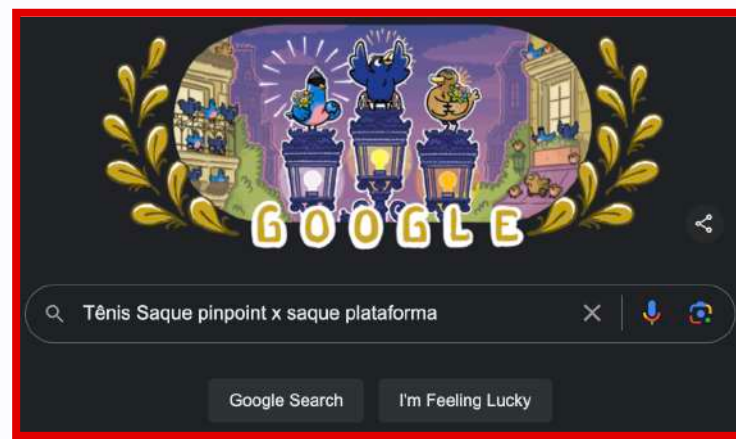 GOOGLE
Tênis Saque pinpoint x saque plataforma
Google Search
I'm Feeling Lucky